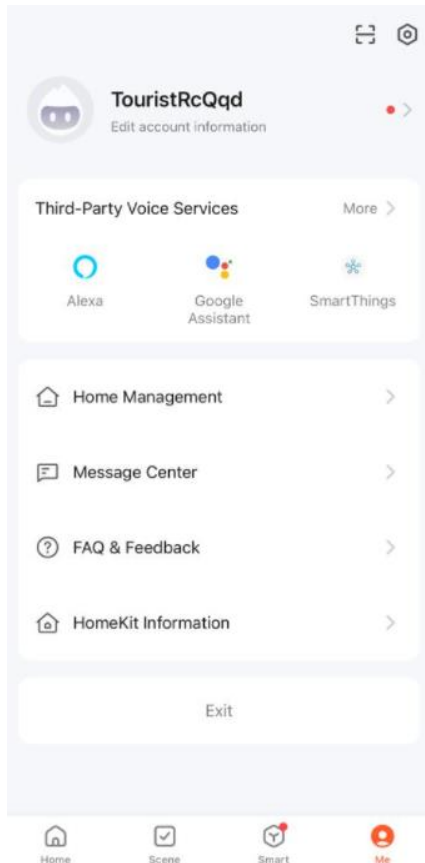 TouristRcQqd
Edit account information
Third-Party Voice Services
More
Alexa
Google
Assistant
SmartThings
Home Management
Message Center
FAQ & Feedback
HomeKit Information
Exit
Home
Scene
Smart
Me